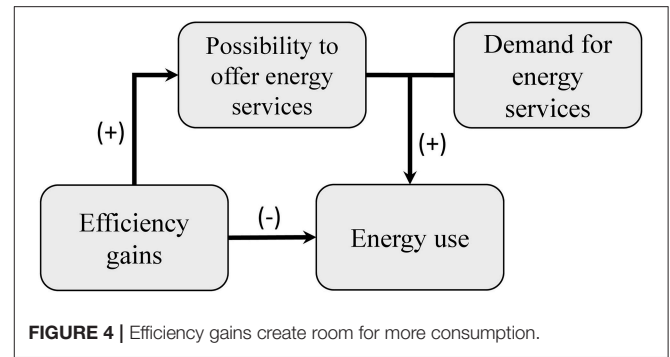 Possibility to
offer energy
services
Demand for
energy
services
(+)
(+)
Efficiency
gains
(-)
Energy use
FIGURE 4 | Efficiency gains create room for more consumption.